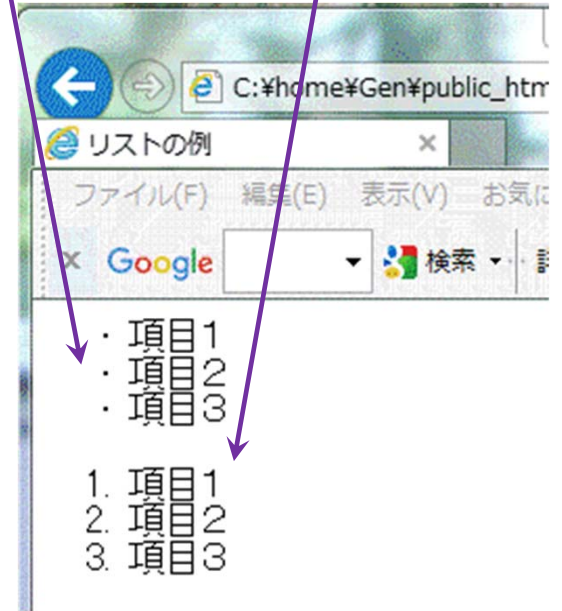 C:¥home¥Gen¥public_htm
リストの例
ファイル(F) 編集(E) 表示(V) お気に
x Google 検索
・項目1
・項目2
・項目3
1. 項目1
2. 項目2
3. 項目3